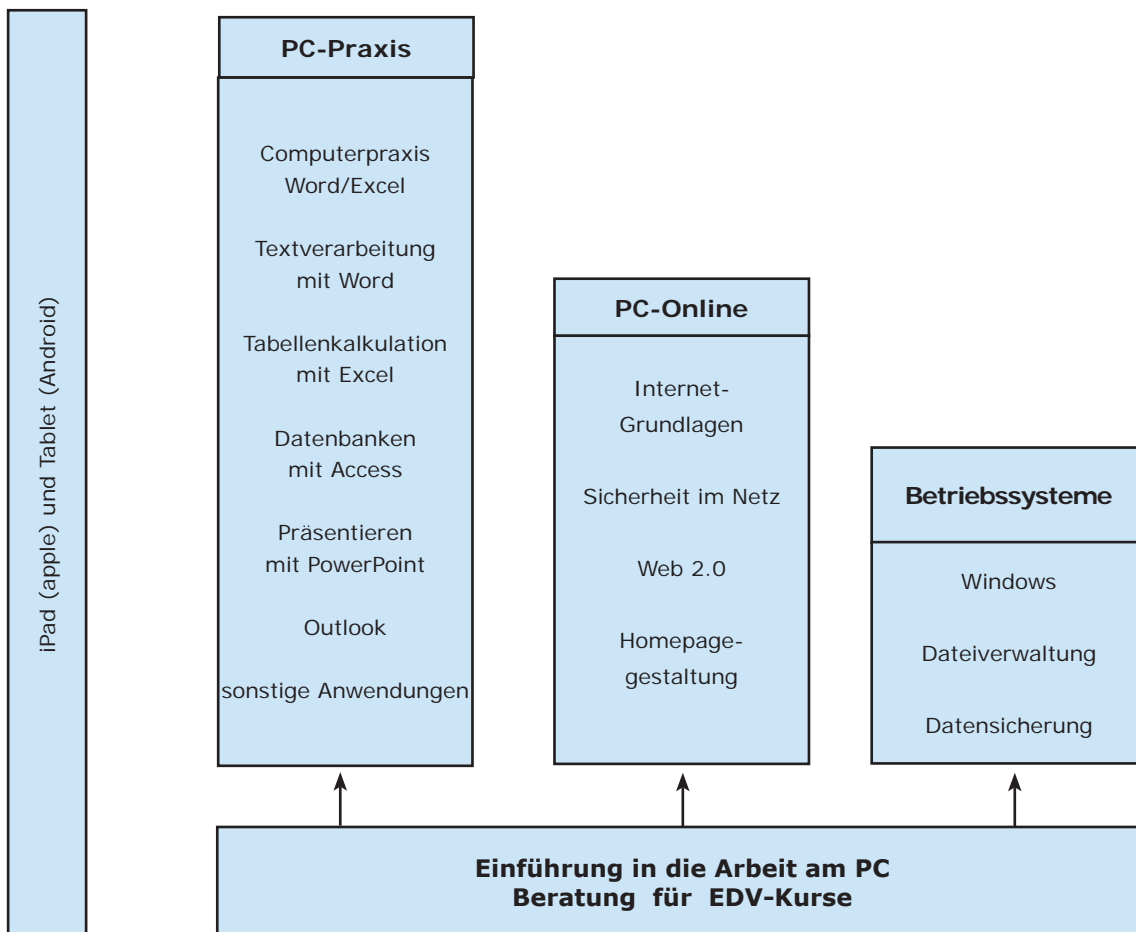 iPad (apple) und Tablet (Android)
PC-Praxis
Computerpraxis
Word/Excel
Textverarbeitung
mit Word
Tabellenkalkulation
mit Excel
Datenbanken
mit Access
Präsentieren
mit PowerPoint
Outlook
sonstige Anwendungen
PC-Online
Internet-
Grundlagen
Sicherheit im Netz
Web 2.0
Homepage-
gestaltung
Betriebssysteme
Windows
Dateiverwaltung
Datensicherung
Einführung in die Arbeit am PC
Beratung für EDV-Kurse